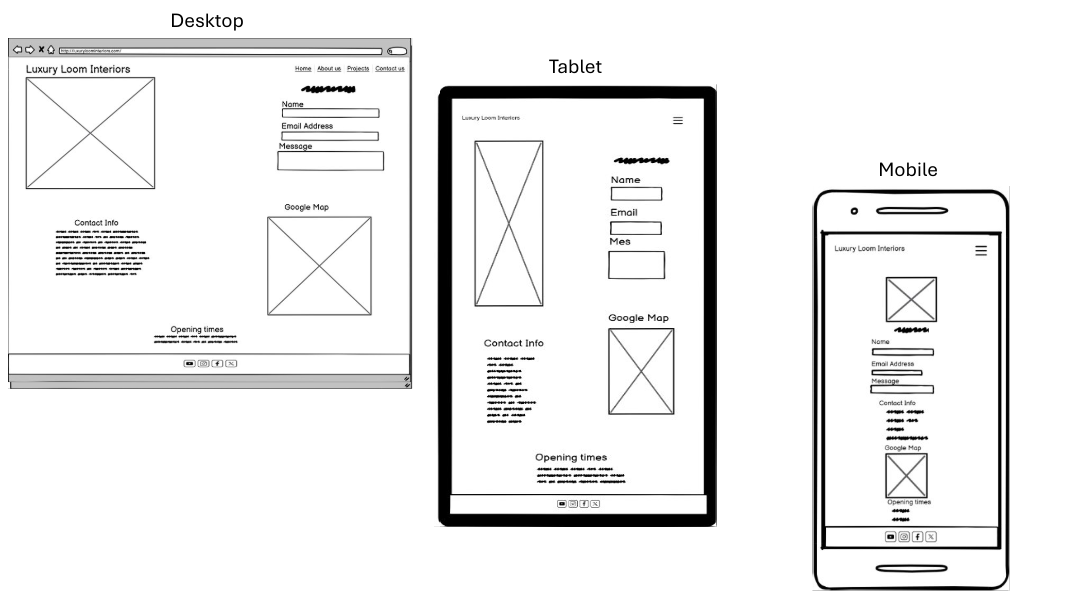 Desktop
http://luxuryloominteriors.com/
Luxury Loom Interiors
Home About us Projects Contact us
Name
Email Address
Message
Google Map
Contact Info
Opening times
Tablet
Luxury Loom Interiors
Name
Email
Mes
Google Map
Contact Info
Opening times
Mobile
Luxury Loom Interiors
Name
Email Address
Message
Contact Info
Google Map
Opening times